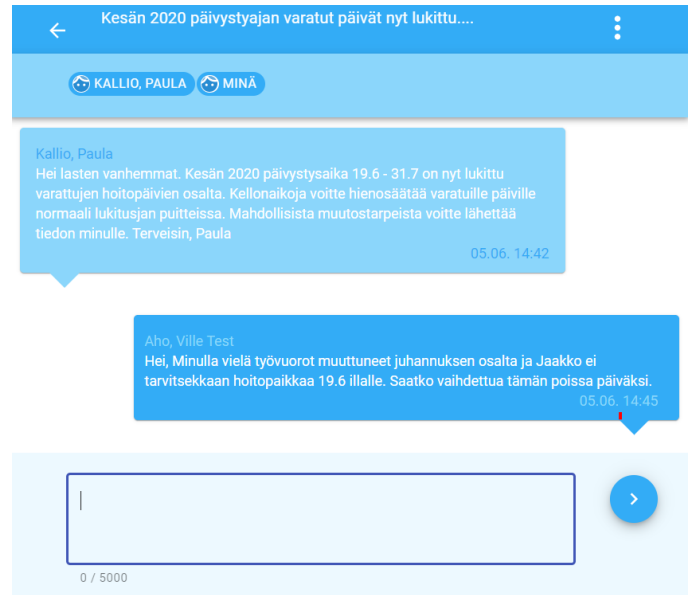 Kesän 2020 päivystyajan varatut päivät nyt lukittu....
KALLIO, PAULA MINÄ
Kallio, Paula
Hei lasten vanhemmat. Kesän 2020 päivystysaika 19.6 - 31.7 on nyt lukittu
varattujen hoitopäivien osalta. Kellonaikoja voitte hienosäätää varatuille päiville
normaali lukitusjan puitteissa. Mahdollisista muutostarpeista voitte lähettää
tiedon minulle. Terveisin, Paula
05.06. 14:42
Aho, Ville Test
Hei, Minulla vielä työvuorot muuttuneet juhannuksen osalta ja Jaakko ei
tarvitsekkaan hoitopaikkaa 19.6 illalle. Saatko vaihdettua tämän poissa päiväksi.
05.06. 14:45
0 / 5000